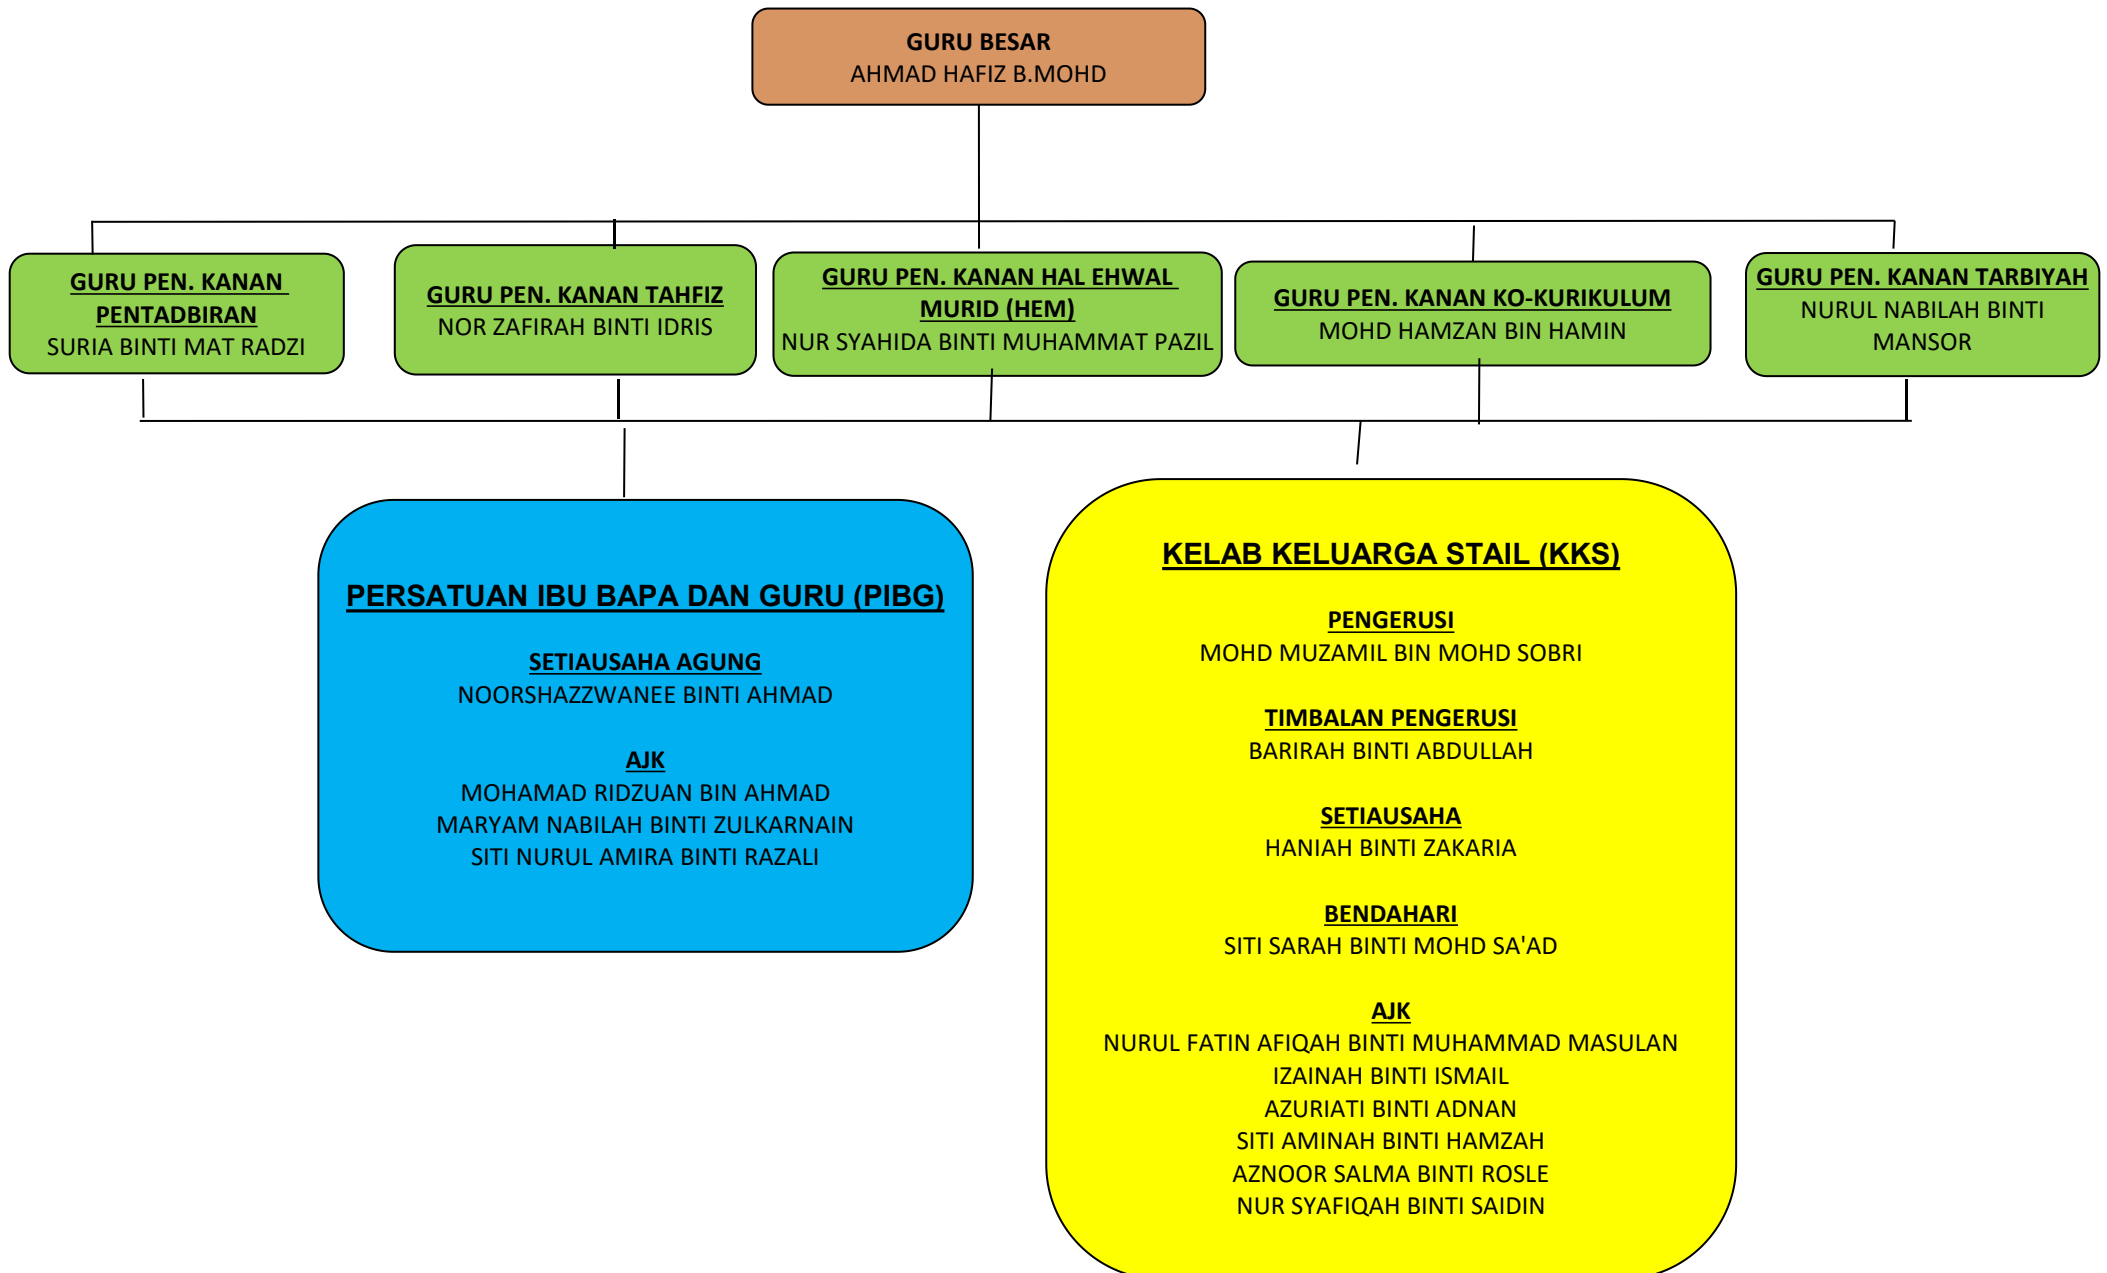 GURU BESAR
AHMAD HAFIZ B.MOHD
GURU PEN. KANAN
PENTADBIRAN
SURIA BINTI MAT RADZI
GURU PEN. KANAN TAHFIZ
NOR ZAFIRAH BINTI IDRIS
GURU PEN. KANAN HAL EHWAL
MURID (HEM)
NUR SYAHIDA BINTI MUHAMMAT PAZIL
GURU PEN. KANAN KO-KURIKULUM
MOHD HAMZAN BIN HAMIN
GURU PEN. KANAN TARBIYAH
NURUL NABILAH BINTI
MANSOR
PERSATUAN IBU BAPA DAN GURU (PIBG)
SETIAUSAHA AGUNG
NOORSHAZZWANEE BINTI AHMAD
AJK
MOHAMAD RIDZUAN BIN AHMAD
MARYAM NABILAH BINTI ZULKARNAIN
SITI NURUL AMIRA BINTI RAZALI
KELAB KELUARGA STAIL (KKS)
PENGERUSI
MOHD MUZAMIL BIN MOHD SOBRI
TIMBALAN PENGERUSI
BARIRAH BINTI ABDULLAH
SETIAUSAHA
HANIAH BINTI ZAKARIA
BENDAHARI
SITI SARAH BINTI MOHD SA'AD
AJK
NURUL FATIN AFIQAH BINTI MUHAMMAD MASULAN
IZAINAH BINTI ISMAIL
AZURIATI BINTI ADNAN
SITI AMINAH BINTI HAMZAH
AZNOOR SALMA BINTI ROSLE
NUR SYAFIQAH BINTI SAIDIN